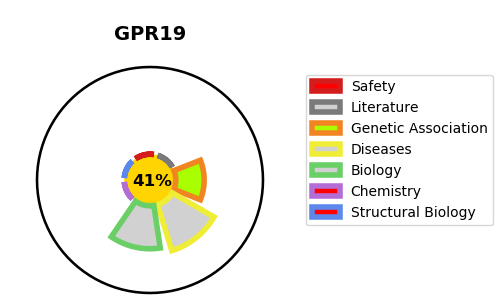 GPR19
41%
Safety
Literature
Genetic Association
Diseases
Biology
Chemistry
Structural Biology